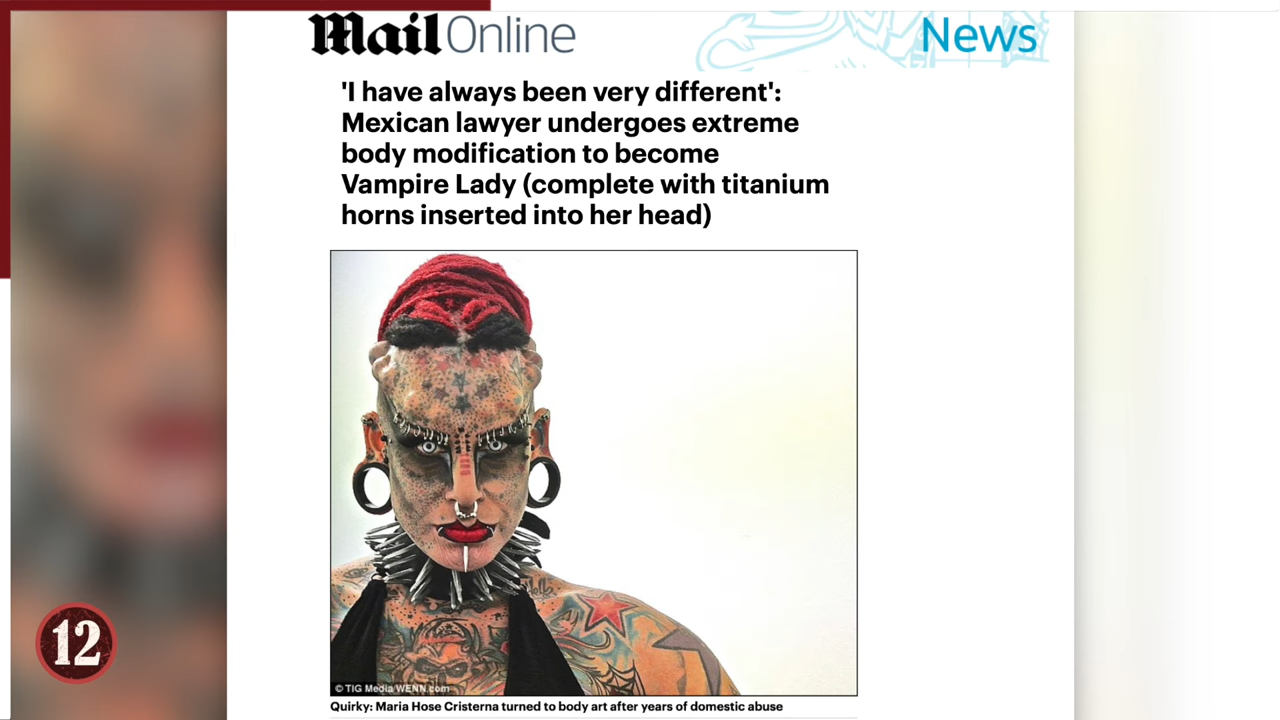 Mail Online
News
'I have always been very different':
Mexican lawyer undergoes extreme
body modification to become
Vampire Lady (complete with titanium
horns inserted into her head)
© TIG Media/WENN.com
Quirky: Maria Hose Cristerna turned to body art after years of domestic abuse
12